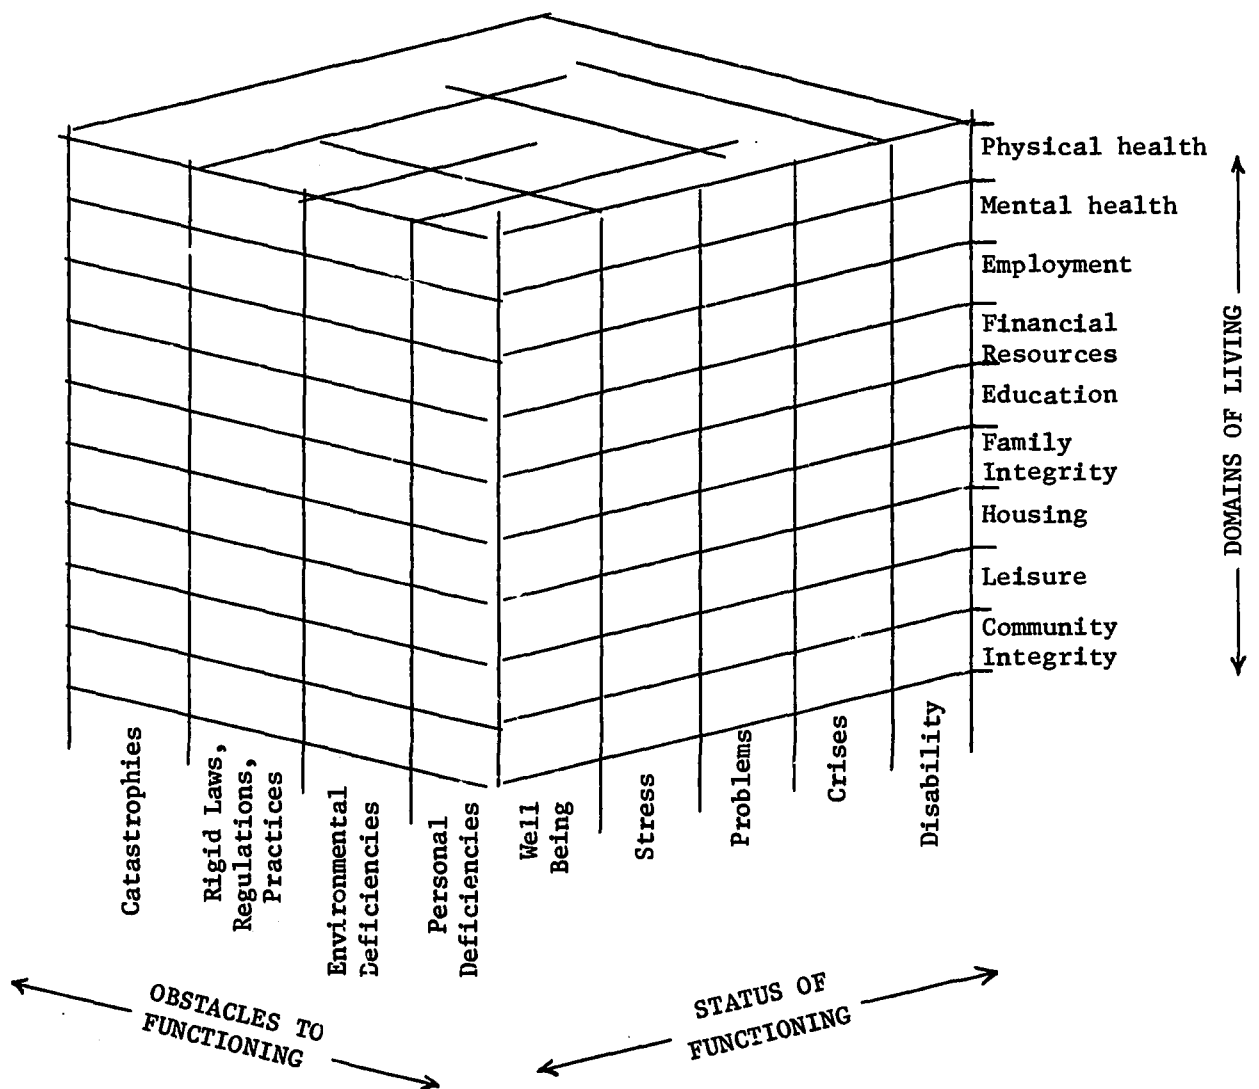 Physical health
Mental health
Employment
Financial
Resources
Education
Family
Integrity
Housing
Leisure
Community
Integrity
DOMAINS OF LIVING
Catastrophies
Rigid Laws,
Regulations,
Practices
Environmental
Deficiencies
Personal
Deficiencies
Well
Being
Stress
Problems
Crises
Disability
OBSTACLES TO
FUNCTIONING
STATUS OF
FUNCTIONING